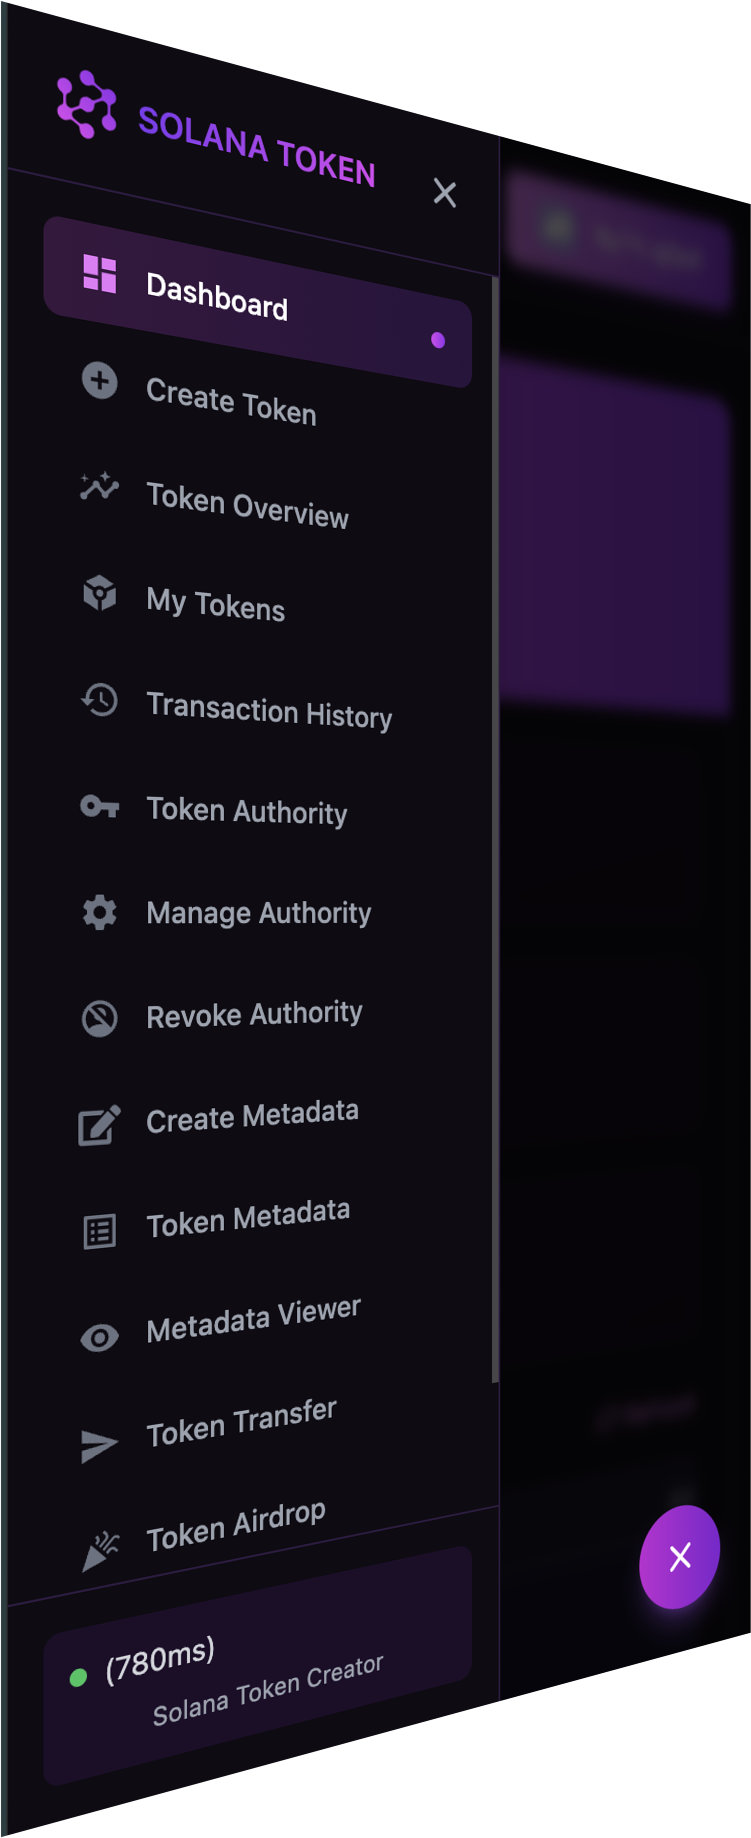 SOLANA TOKEN
Dashboard
Create Token
Token Overview
My Tokens
Transaction History
Token Authority
Manage Authority
Revoke Authority
Create Metadata
Token Metadata
Metadata Viewer
Token Transfer
Token Airdrop
(780ms)
Solana Token Creator